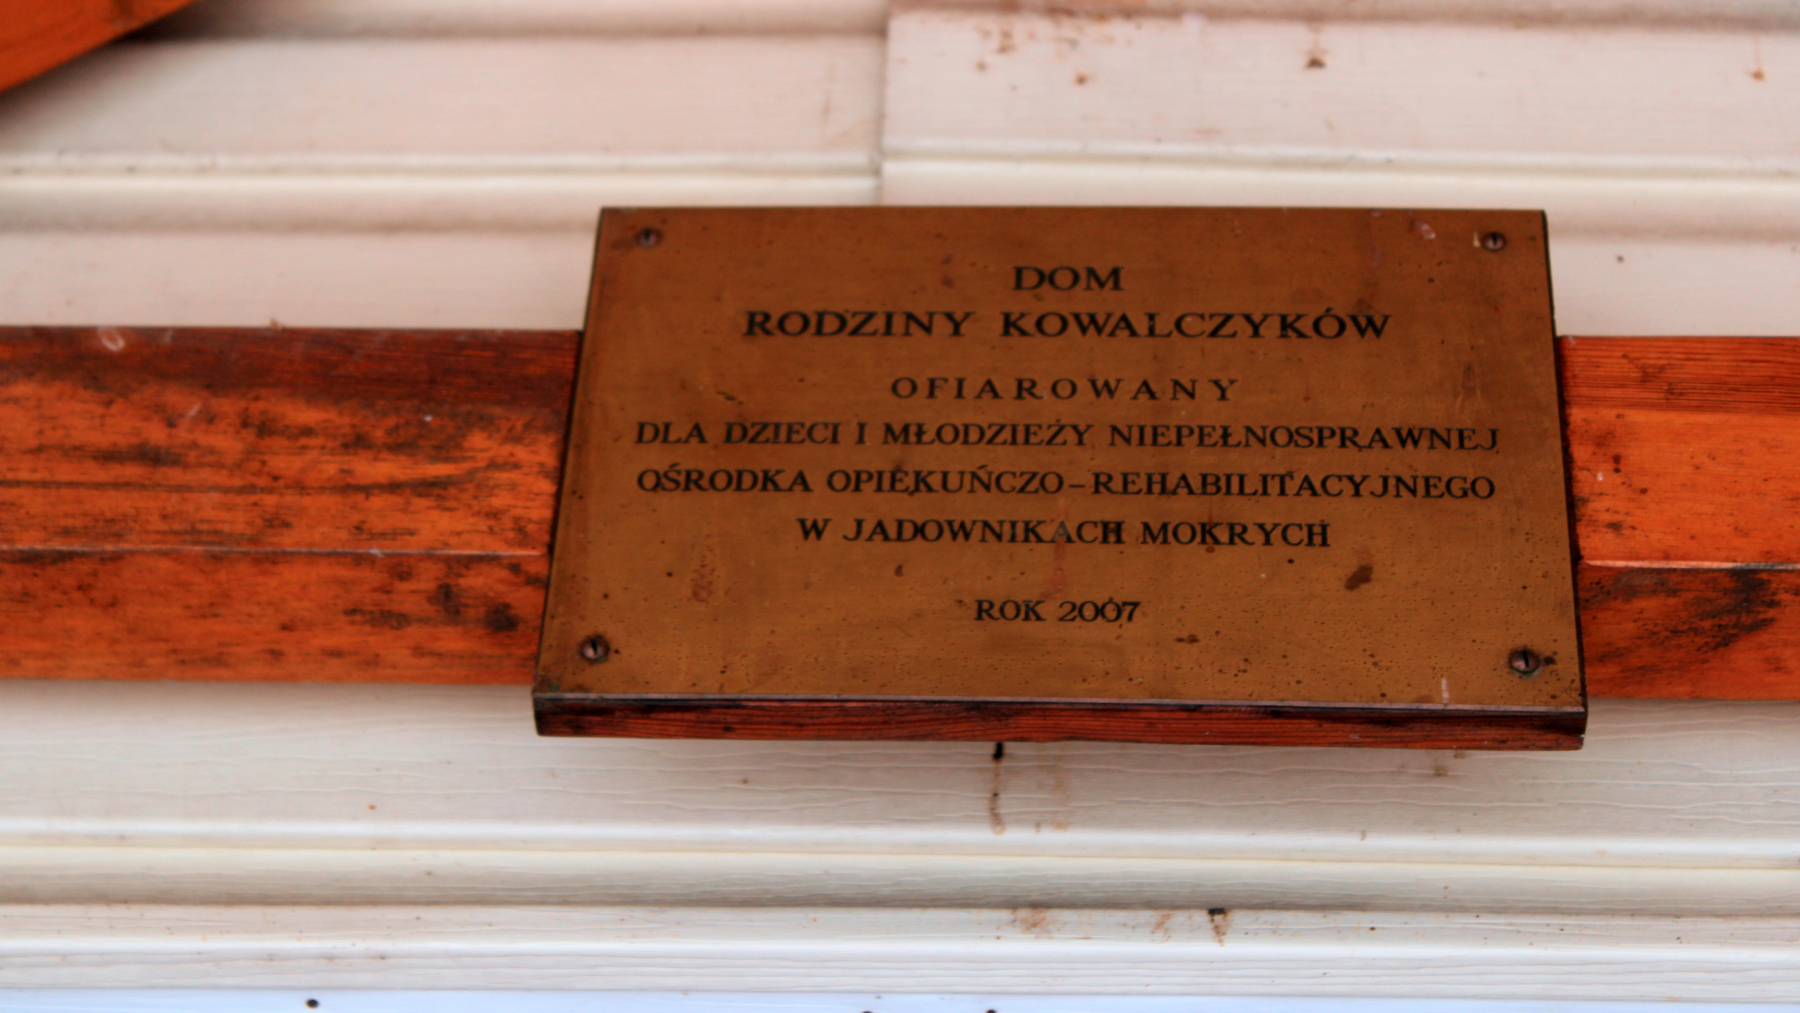 DOM
RODZINY KOWALCZYKÓW
OFIAROWANY
DLA DZIECI I MŁODZIEŻY NIEPEŁNOSPRAWNEJ
OŚRODKA OPIEKUŃCZO-REHABILITACYJNEGO
W JADOWNIKACH MOKRYCH
ROK 2007